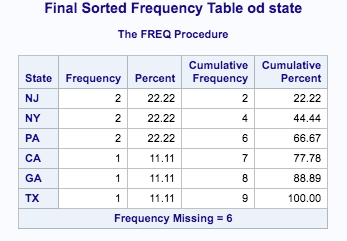 Final Sorted Frequency Table od state
The FREQ Procedure
State Frequency Percent Cumulative Frequency Cumulative Percent
NJ 2 22.22 2 22.22
NY 2 22.22 4 44.44
PA 2 22.22 6 66.67
CA 1 11.11 7 77.78
GA 1 11.11 8 88.89
TX 1 11.11 9 100.00
Frequency Missing = 6